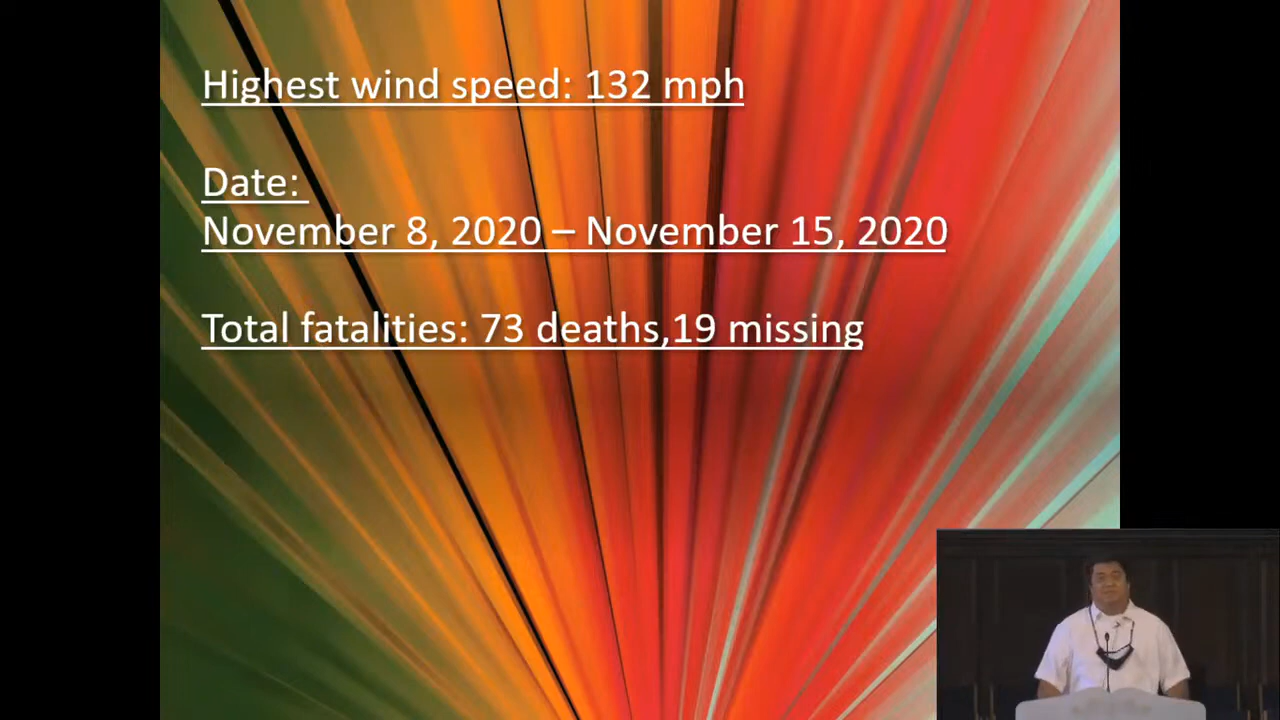 Highest wind speed: 132 mph
Date:
November 8, 2020 – November 15, 2020
Total fatalities: 73 deaths,19 missing